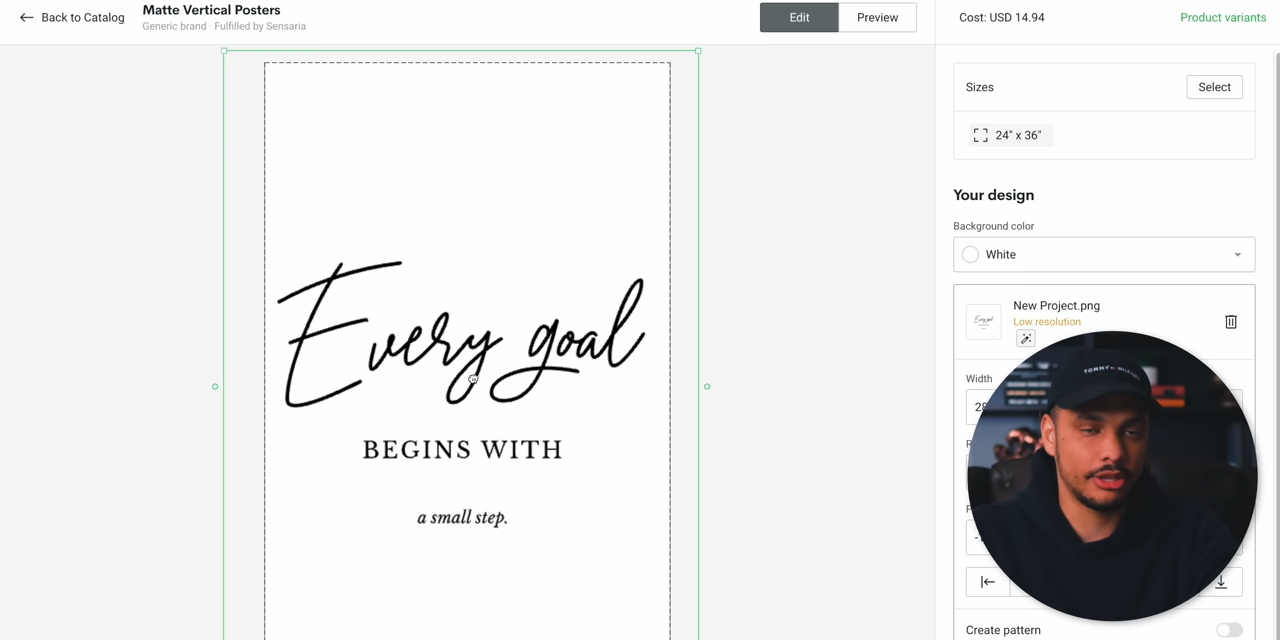 Back to Catalog
Matte Vertical Posters
Generic brand · Fulfilled by Sensaria
Edit
Preview
Cost: USD 14.94
Product variants
Every goal
BEGINS WITH
a small step.
Sizes
Select
24" x 36"
Your design
Background color
White
New Project.png
Low resolution
Width
Create pattern